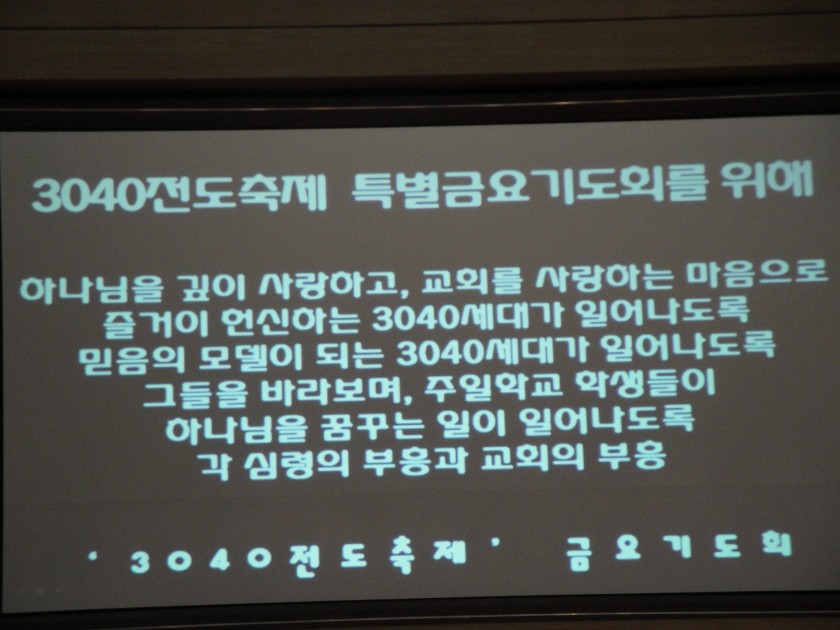 3040전도축제 특별금요기도회를 위해
하나님을 깊이 사랑하고, 교회를 사랑하는 마음으로
즐거이 헌신하는 3040세대가 일어나도록
믿음의 모델이 되는 3040세대가 일어나도록
그들을 바라보며, 주일학교 학생들이
하나님을 꿈꾸는 일이 일어나도록
각 심령의 부흥과 교회의 부흥
‘3040전도축제’ 금요기도회